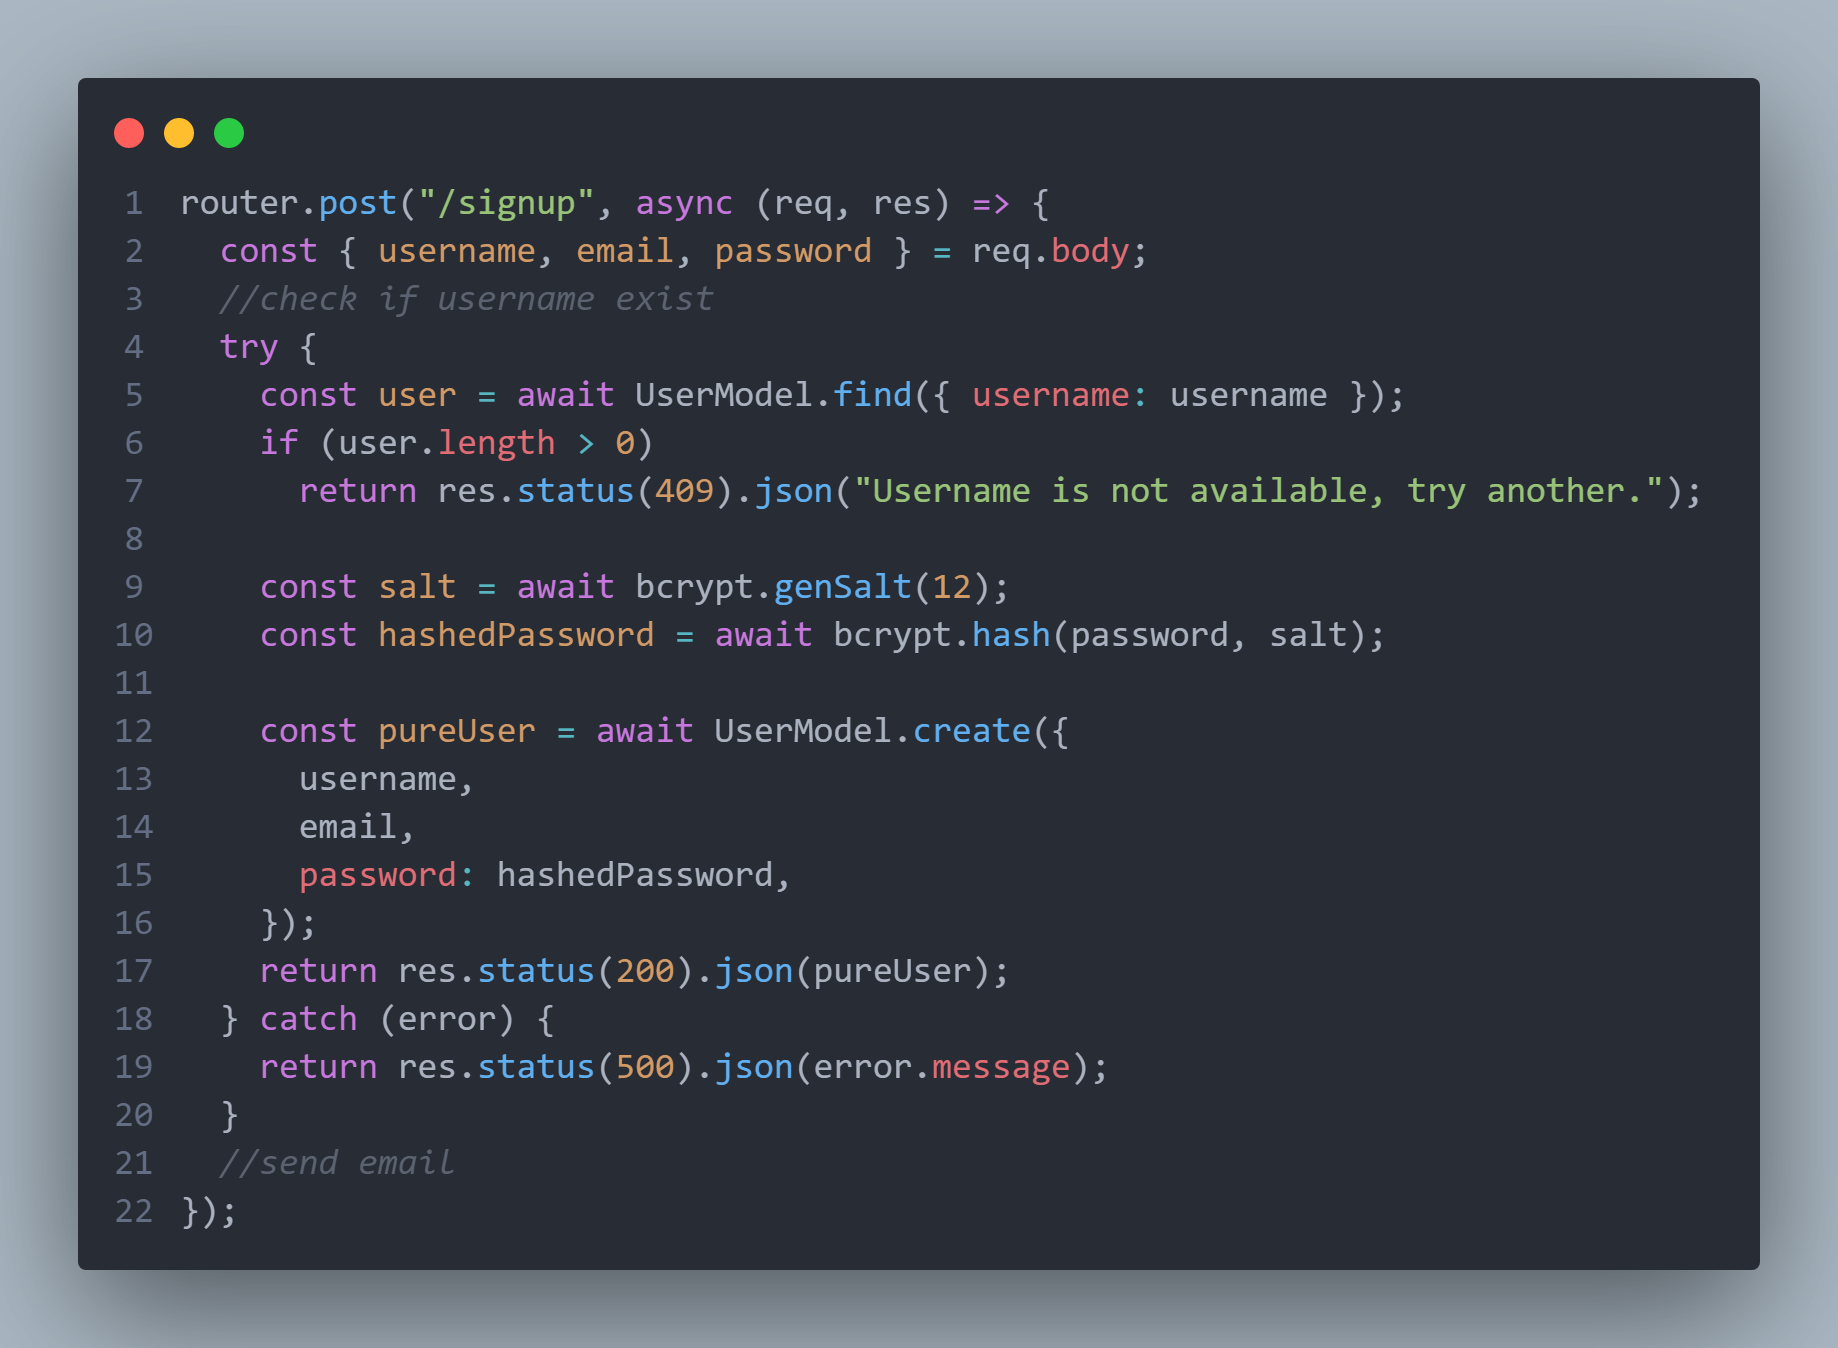 1 router.post("/signup", async (req, res) => {
2   const { username, email, password } = req.body;
3   //check if username exist
4   try {
5     const user = await UserModel.find({ username: username });
6     if (user.length > 0)
7       return res.status(409).json("Username is not available, try another.");
8
9     const salt = await bcrypt.genSalt(12);
10     const hashedPassword = await bcrypt.hash(password, salt);
11
12     const pureUser = await UserModel.create({
13       username,
14       email,
15       password: hashedPassword,
16     });
17     return res.status(200).json(pureUser);
18   } catch (error) {
19     return res.status(500).json(error.message);
20   }
21   //send email
22 });